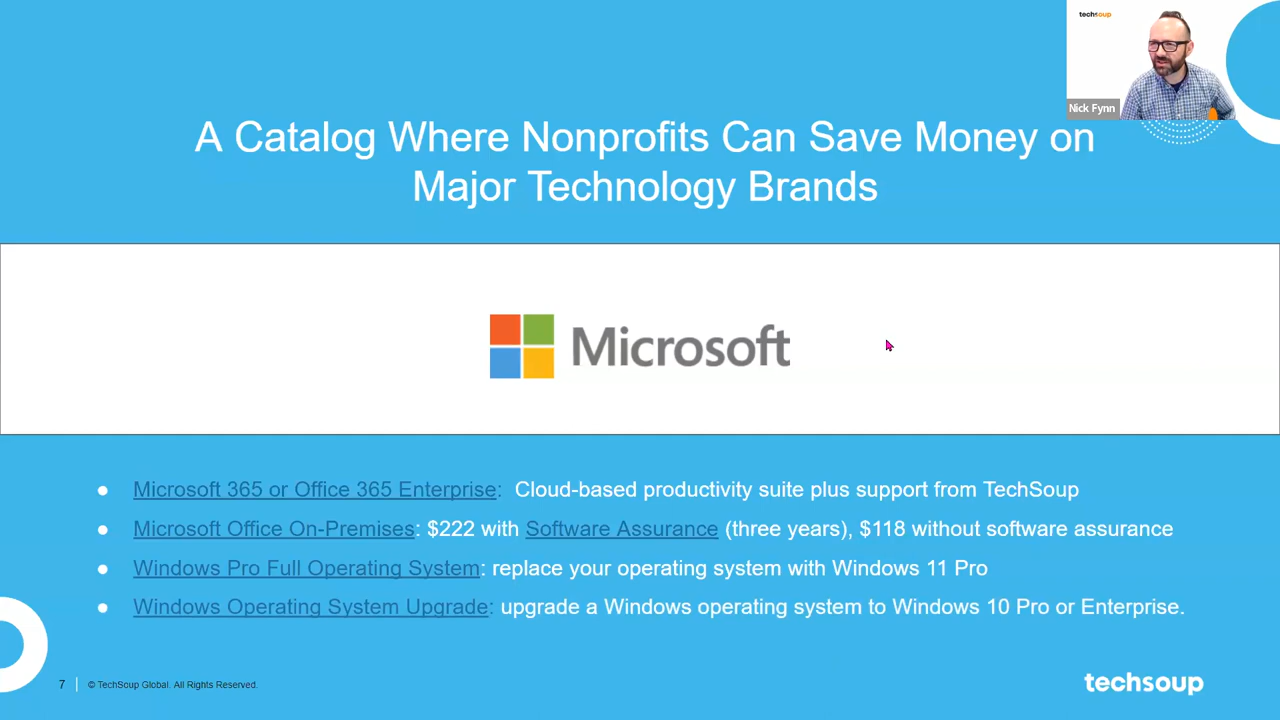 techsoup
Nick Fynn
A Catalog Where Nonprofits Can Save Money on
Major Technology Brands
Microsoft
● Microsoft 365 or Office 365 Enterprise: Cloud-based productivity suite plus support from TechSoup
● Microsoft Office On-Premises: $222 with Software Assurance (three years), $118 without software assurance
● Windows Pro Full Operating System: replace your operating system with Windows 11 Pro
● Windows Operating System Upgrade: upgrade a Windows operating system to Windows 10 Pro or Enterprise.
7 | © TechSoup Global. All Rights Reserved.
techsoup